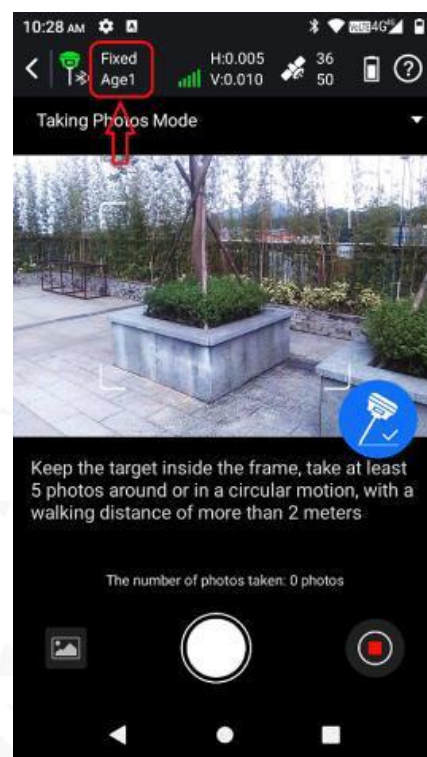 10:28 AM
4G
Fixed H:0.005 36
Age1 V:0.010 50
Taking Photos Mode
Keep the target inside the frame, take at least
5 photos around or in a circular motion, with a
walking distance of more than 2 meters
The number of photos taken: 0 photos